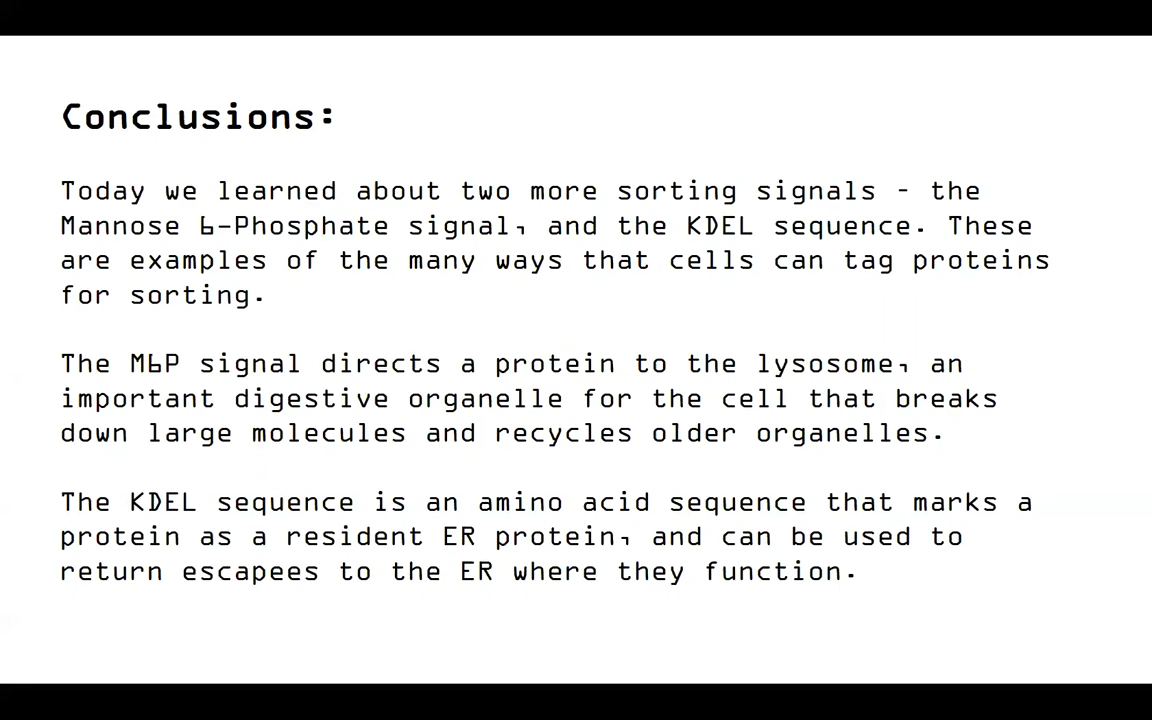 Conclusions:
Today we learned about two more sorting signals - the
Mannose 6-Phosphate signal, and the KDEL sequence. These
are examples of the many ways that cells can tag proteins
for sorting.
The M6P signal directs a protein to the lysosome, an
important digestive organelle for the cell that breaks
down large molecules and recycles older organelles.
The KDEL sequence is an amino acid sequence that marks a
protein as a resident ER protein, and can be used to
return escapees to the ER where they function.